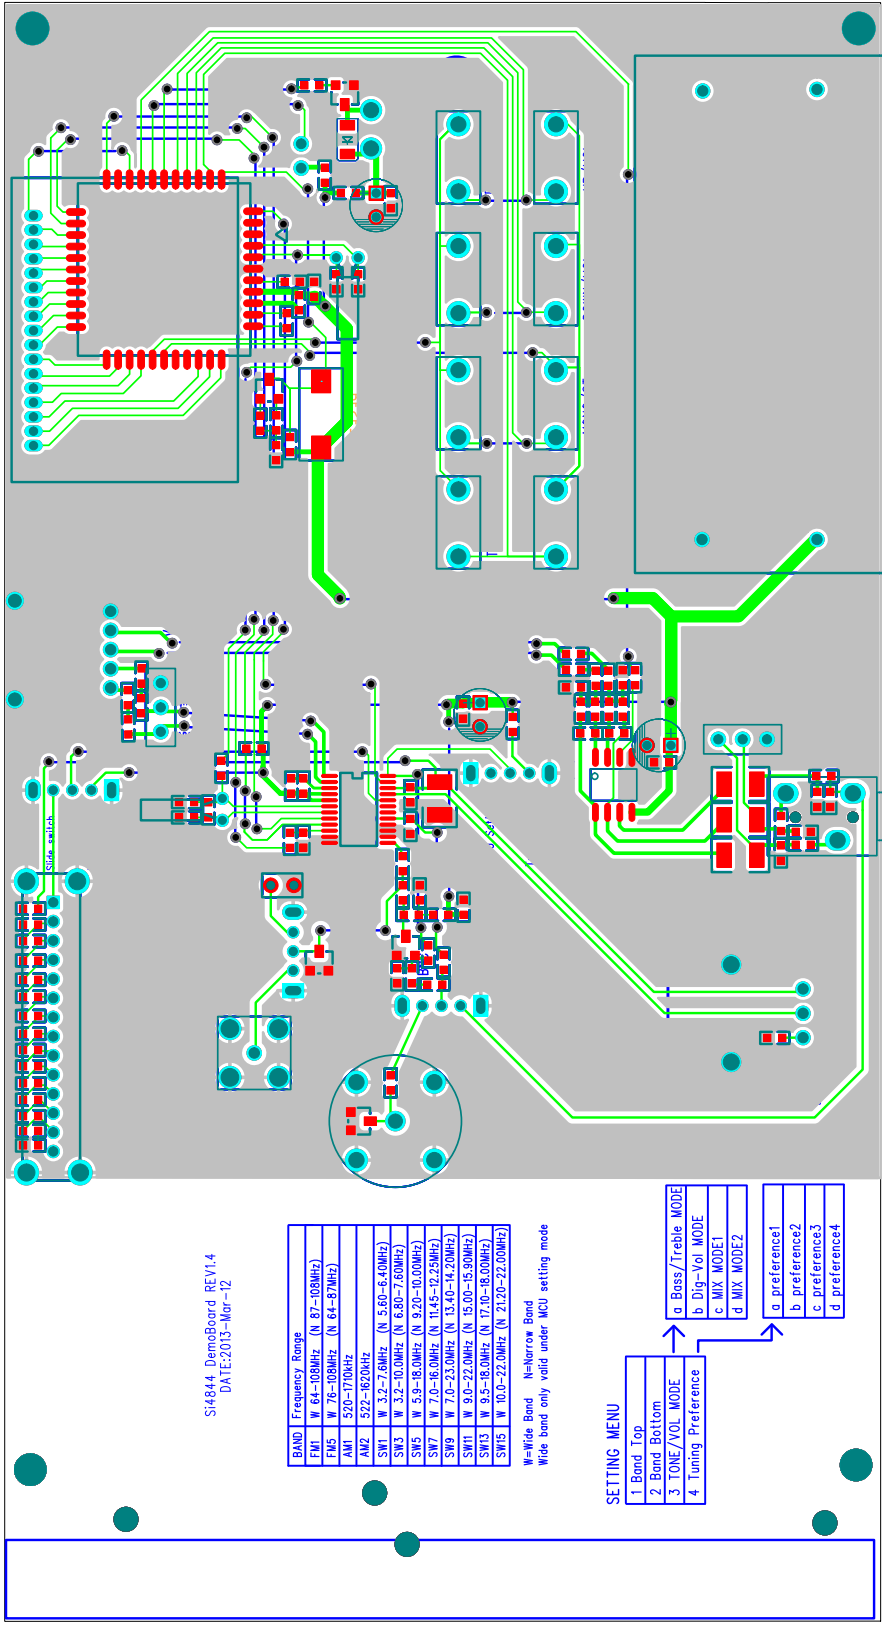 Slide switch
Si4844 DemoBoard REV1.4
DATE:2013-Mar-12
BAND Frequency Range
FM1 W 64-108MHz (N 87-108MHz)
FM5 W 76-108MHz (N 64-87MHz)
AM1 520-1710kHz
AM2 522-1620kHz
SW1 W 3.2-7.6MHz (N 5.60-6.40MHz)
SW3 W 3.2-10.0MHz (N 6.80-7.60MHz)
SW5 W 5.9-18.0MHz (N 9.20-10.00MHz)
SW7 W 7.0-16.0MHz (N 11.45-12.25MHz)
SW9 W 7.0-23.0MHz (N 13.40-14.20MHz)
SW11 W 9.0-22.0MHz (N 15.00-15.90MHz)
SW13 W 9.5-18.0MHz (N 17.10-18.00MHz)
SW15 W 10.0-22.0MHz (N 21.20-22.00MHz)
W=Wide Band N=Narrow Band
Wide band only valid under MCU setting mode
SETTING MENU
1 Band Top
2 Band Bottom
3 TONE/VOL MODE
4 Tuning Preference
a Bass/Treble MODE
b Dig-Vol MODE
c MIX MODE1
d MIX MODE2
a preference1
b preference2
c preference3
d preference4